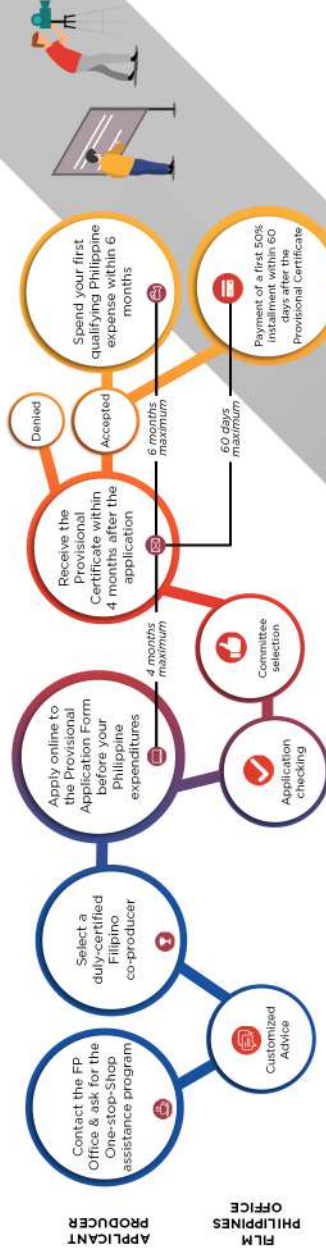 APPLICANT
PRODUCER
FILM
PHILIPPINES
OFFICE
Contact the FP
Office & ask for the
One-stop-Shop
assistance program
Customized
Advice
Select a
duly-certified
Filipino
co-producer
Apply online to
the Provisional
Application Form
before your
Philippine
expenditures
Application
checking
Committee
selection
4 months
maximum
Receive the
Provisional
Certificate within
4 months after the
application
Denied
Accepted
6 months
maximum
60 days
maximum
Spend your first
qualifying Philippine
expense within 6
months
Payment of a first 50%
installment within 60
days after the
Provisional Certificate